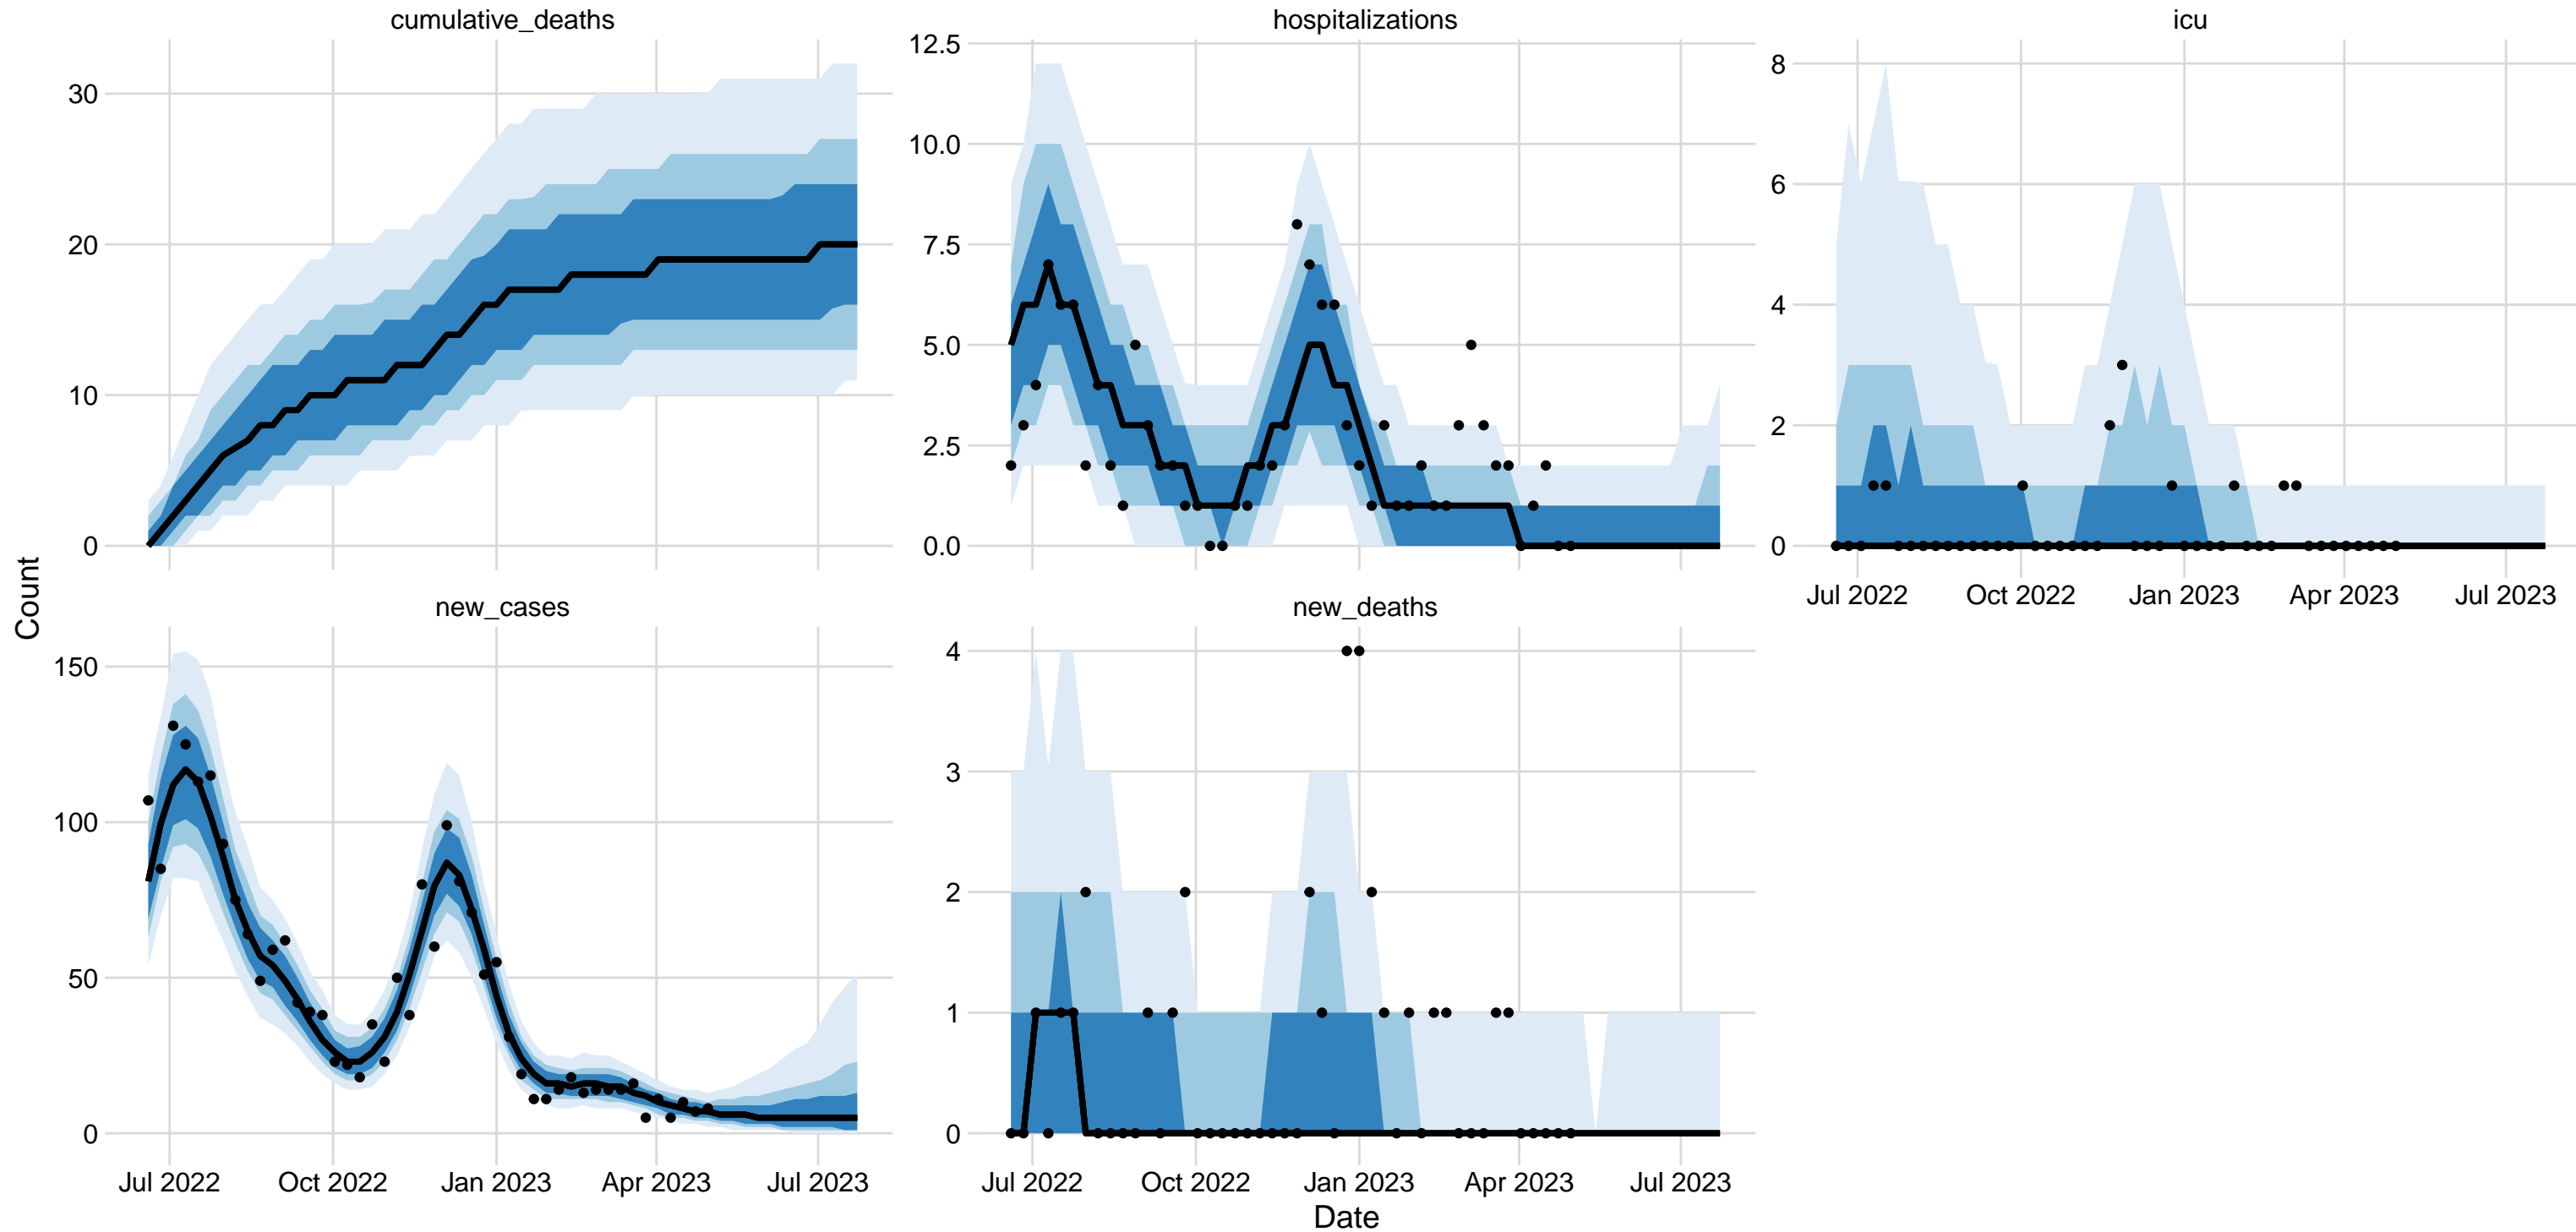 cumulative_deaths
hospitalizations
icu
30
20
10
0
12.5
10.0
7.5
5.0
2.5
0.0
8
6
4
2
0
Jul 2022 Oct 2022 Jan 2023 Apr 2023 Jul 2023
Count
new_cases
new_deaths
150
100
50
0
4
3
2
1
0
Jul 2022 Oct 2022 Jan 2023 Apr 2023 Jul 2023
Jul 2022 Oct 2022 Jan 2023 Apr 2023 Jul 2023
Date